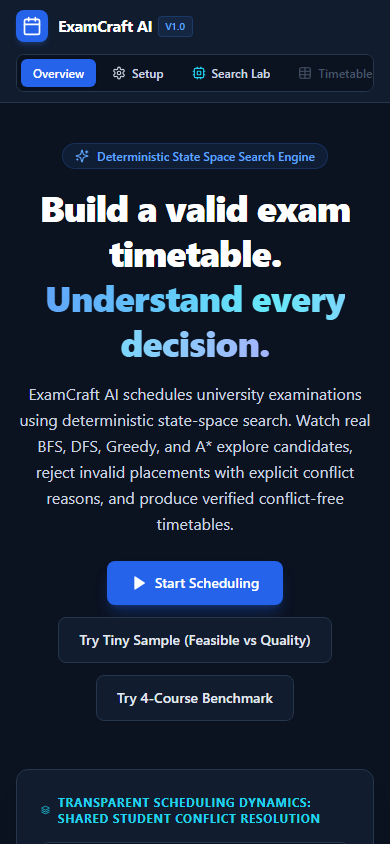 ExamCraft AI V1.0
Overview Setup Search Lab Timetable
Deterministic State Space Search Engine
Build a valid exam
timetable.
Understand every
decision.
ExamCraft AI schedules university examinations
using deterministic state-space search. Watch real
BFS, DFS, Greedy, and A* explore candidates,
reject invalid placements with explicit conflict
reasons, and produce verified conflict-free
timetables.
Start Scheduling
Try Tiny Sample (Feasible vs Quality)
Try 4-Course Benchmark
TRANSPARENT SCHEDULING DYNAMICS:
SHARED STUDENT CONFLICT RESOLUTION